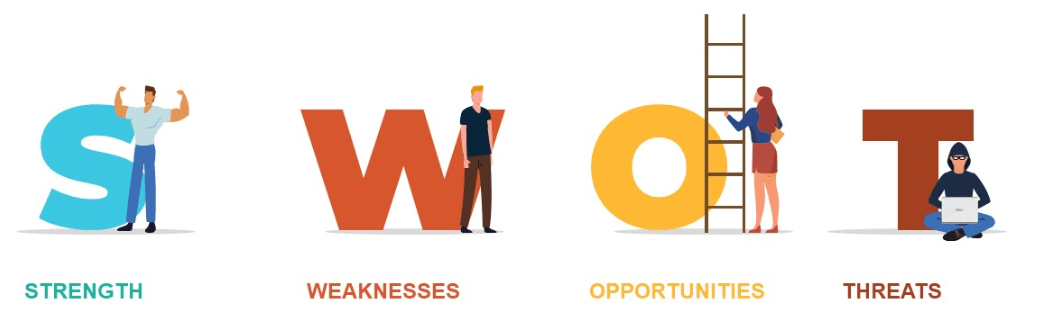 S W O T
STRENGTH WEAKNESSES OPPORTUNITIES THREATS